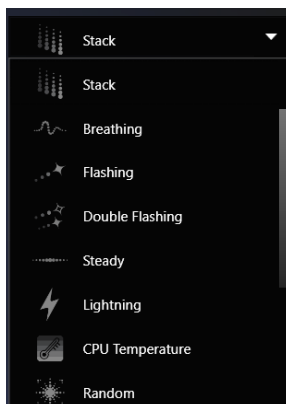 Stack
Stack
Breathing
Flashing
Double Flashing
Steady
Lightning
CPU Temperature
Random